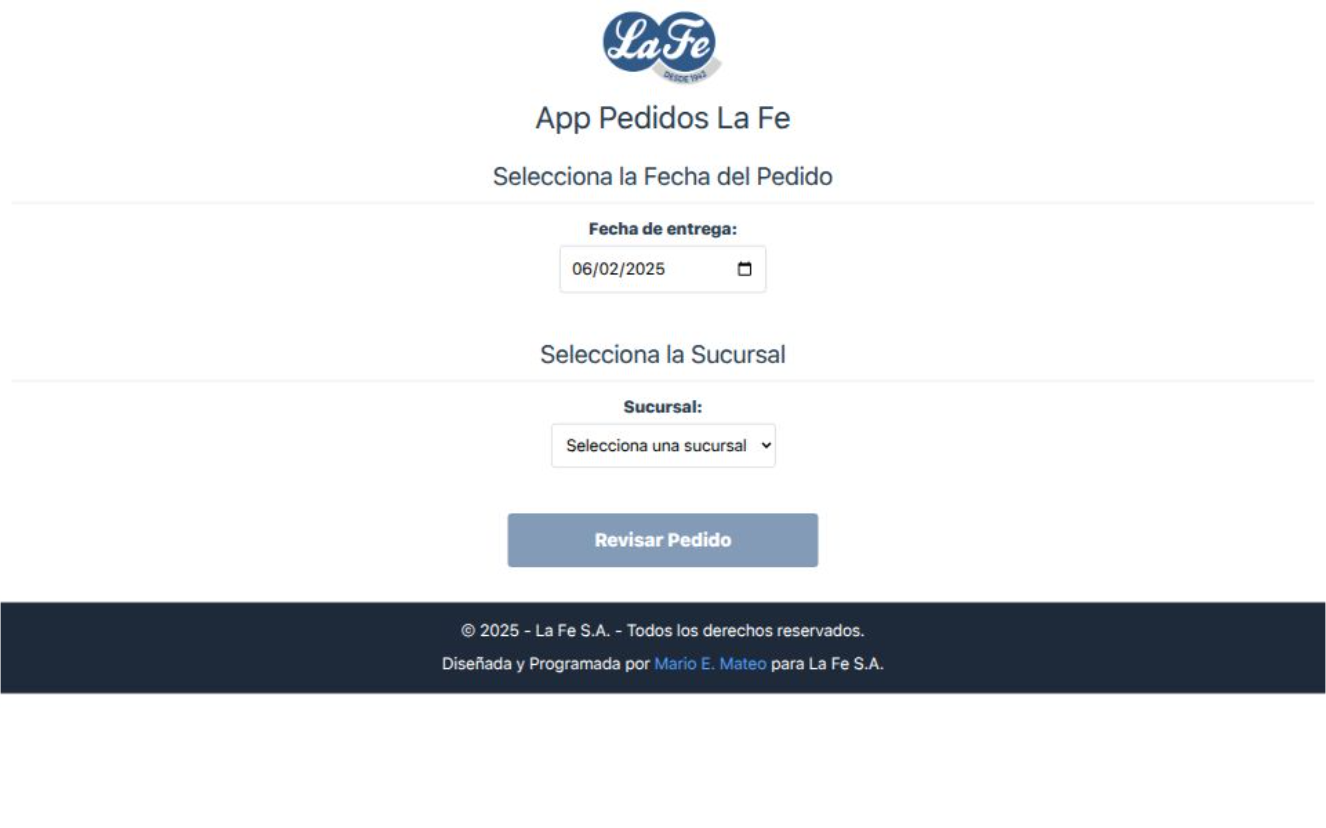 La Fe
DESDE 1942
App Pedidos La Fe
Selecciona la Fecha del Pedido
Fecha de entrega:
06/02/2025
Selecciona la Sucursal
Sucursal:
Selecciona una sucursal
Revisar Pedido
© 2025 - La Fe S.A. - Todos los derechos reservados.
Diseñada y Programada por Mario E. Mateo para La Fe S.A.